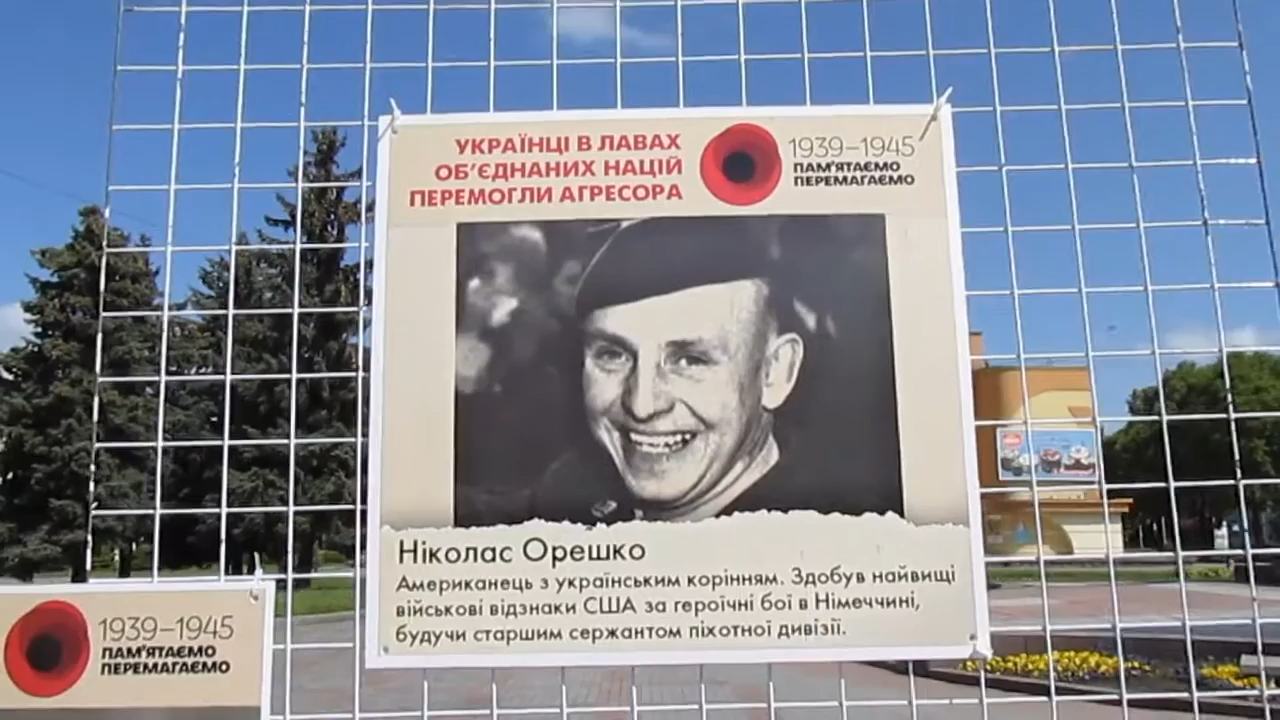 УКРАЇНЦІ В ЛАВАХ
ОБ’ЄДНАНИХ НАЦІЙ
ПЕРЕМОГЛИ АГРЕСОРА
1939–1945
ПАМ’ЯТАЄМО
ПЕРЕМАГАЄМО
Ніколас Орешко
Американець з українським корінням. Здобув найвищі
військові відзнаки США за героїчні бої в Німеччині,
будучи старшим сержантом піхотної дивізії.
1939–1945
ПАМ’ЯТАЄМО
ПЕРЕМАГАЄМО